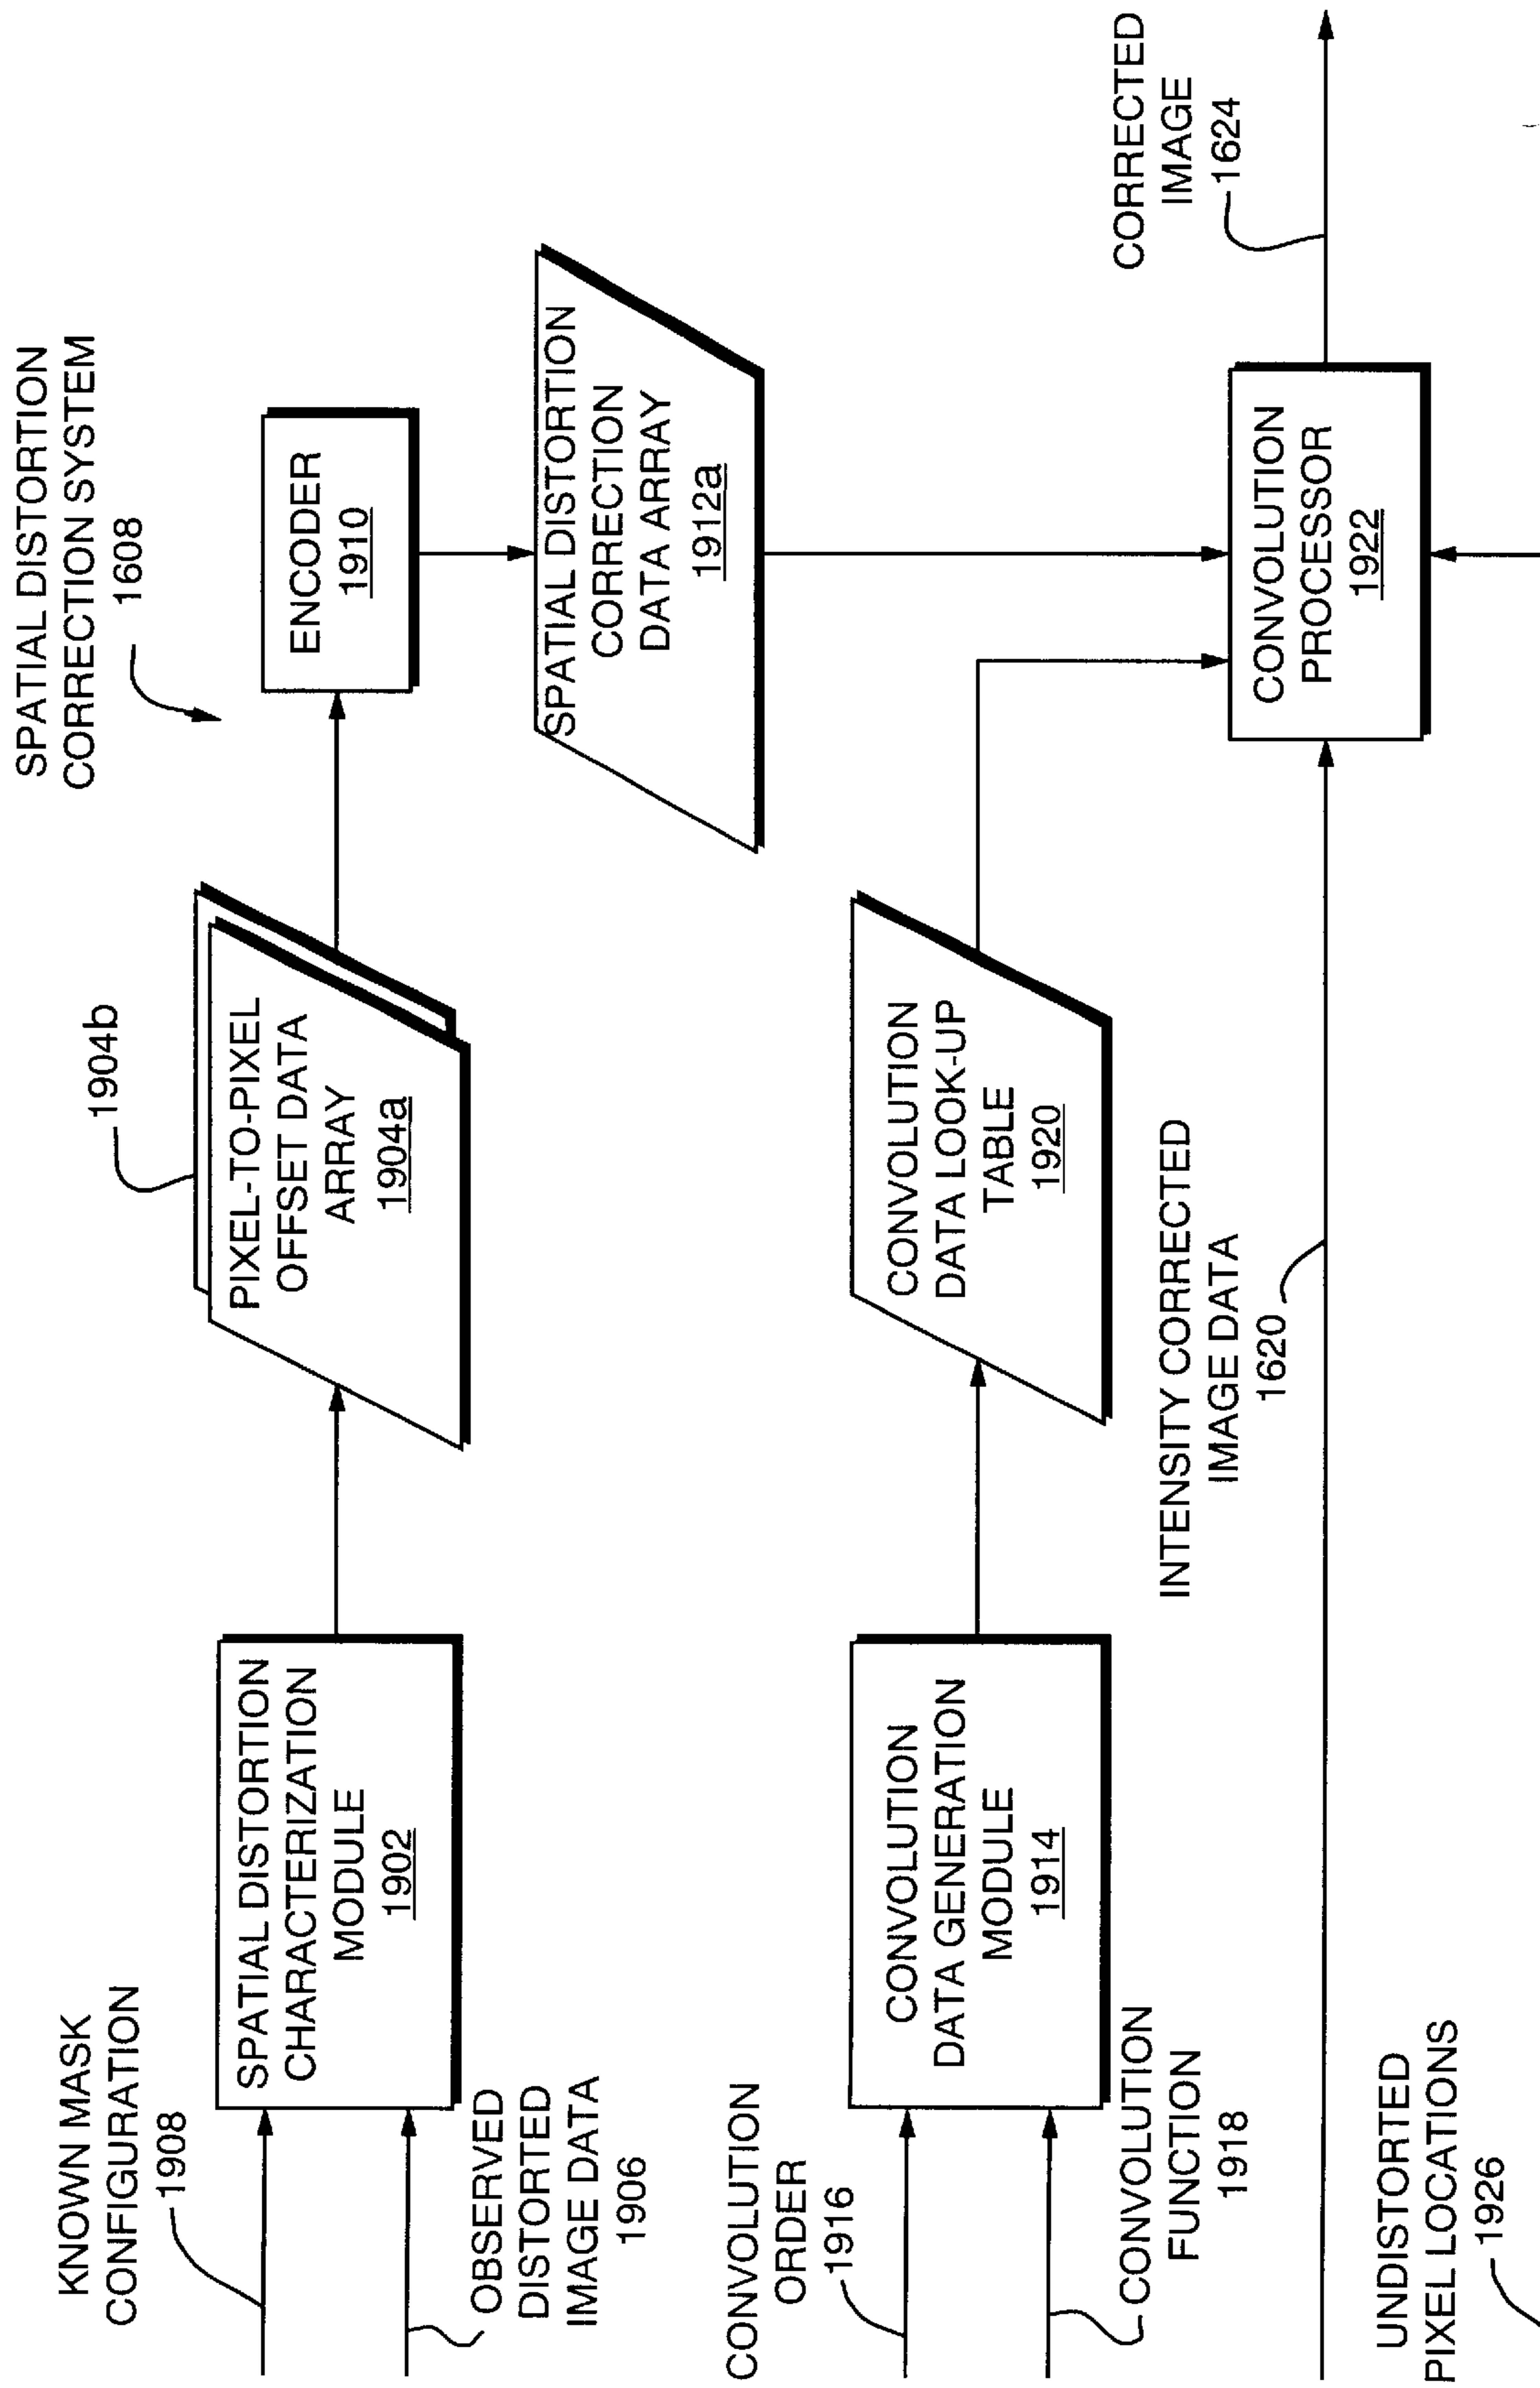 SPATIAL DISTORTION
CORRECTION SYSTEM
1608
KNOWN MASK
CONFIGURATION
1908
OBSERVED
DISTORTED
IMAGE DATA
1906
SPATIAL DISTORTION
CHARACTERIZATION
MODULE
1902
1904b
PIXEL-TO-PIXEL
OFFSET DATA
ARRAY
1904a
ENCODER
1910
SPATIAL DISTORTION
CORRECTION
DATA ARRAY
1912a
CONVOLUTION
ORDER
1916
CONVOLUTION
FUNCTION
1918
CONVOLUTION
DATA GENERATION
MODULE
1914
CONVOLUTION
DATA LOOK-UP
TABLE
1920
INTENSITY CORRECTED
IMAGE DATA
1620
CONVOLUTION
PROCESSOR
1922
CORRECTED
IMAGE
1624
UNDISTORTED
PIXEL LOCATIONS
1926